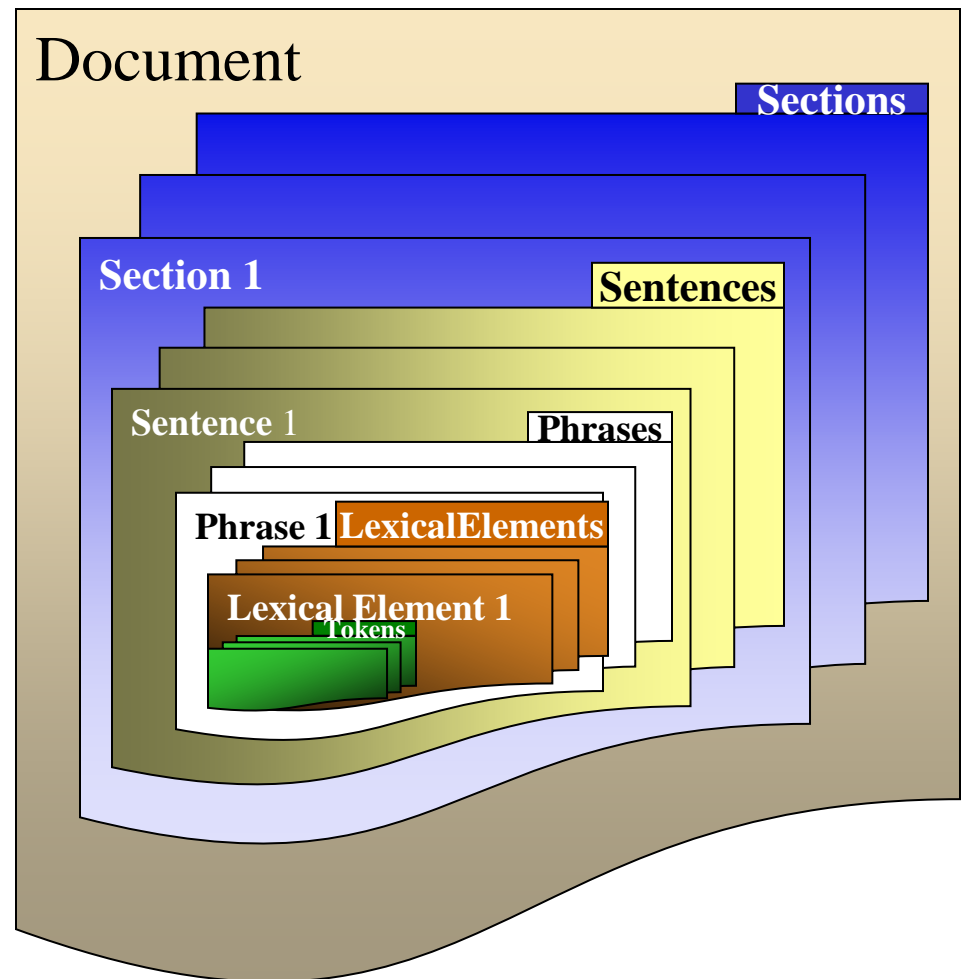 Document
Sections
Section 1
Sentences
Sentence 1
Phrases
Phrase 1
LexicalElements
Lexical Element 1
Tokens